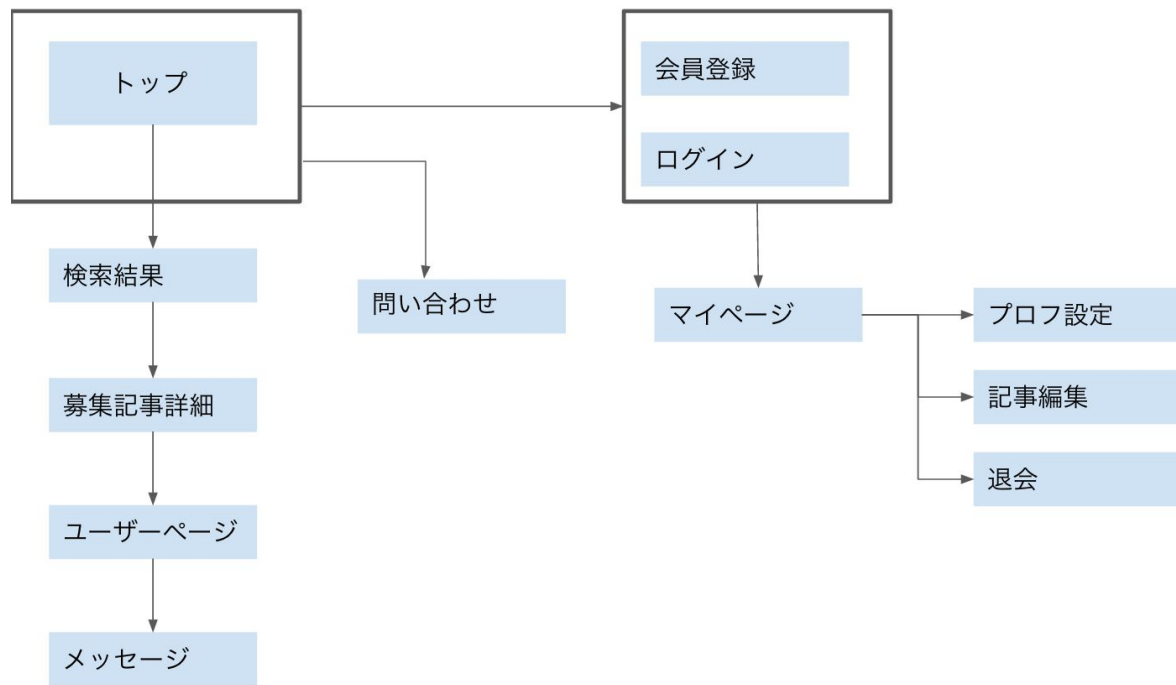 トップ
会員登録
ログイン
検索結果
問い合わせ
マイページ
プロフ設定
募集記事詳細
記事編集
退会
ユーザーページ
メッセージ